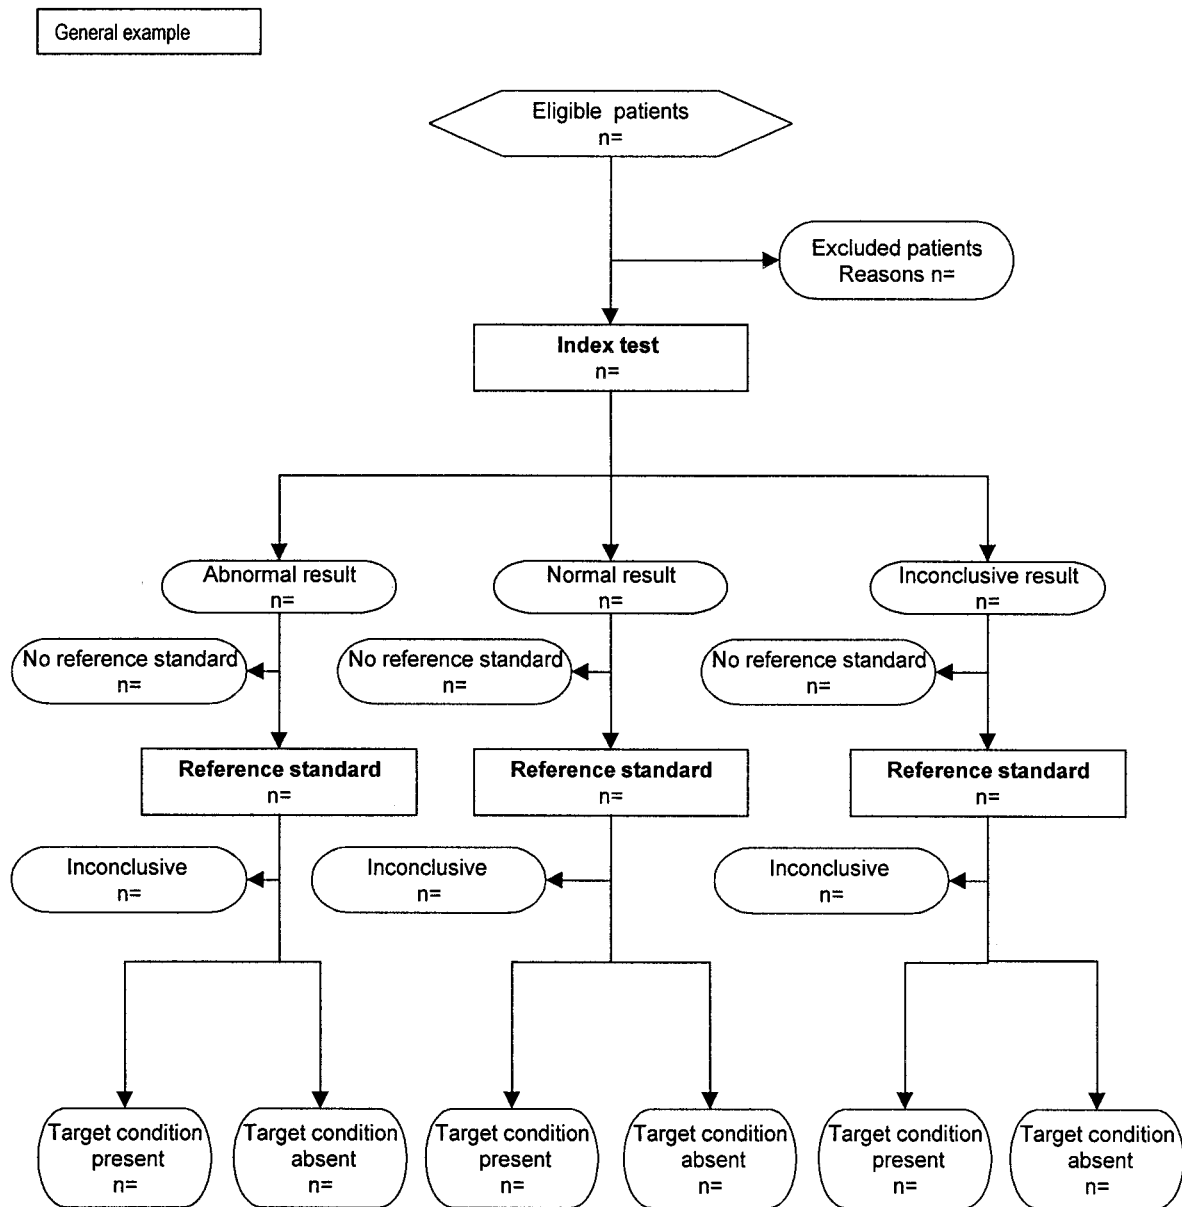 General example
Eligible patients
n=
Excluded patients
Reasons n=
Index test
n=
Abnormal result
n=
Normal result
n=
Inconclusive result
n=
No reference standard
n=
No reference standard
n=
No reference standard
n=
Reference standard
n=
Reference standard
n=
Reference standard
n=
Inconclusive
n=
Inconclusive
n=
Inconclusive
n=
Target condition
present
n=
Target condition
absent
n=
Target condition
present
n=
Target condition
absent
n=
Target condition
present
n=
Target condition
absent
n=